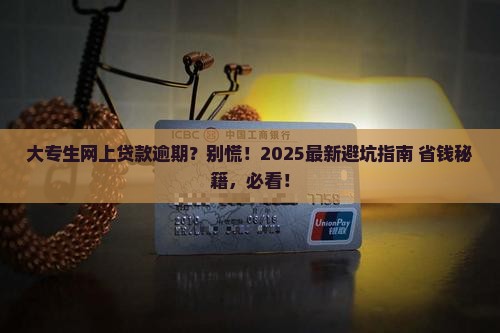 ICBC 中国工商银行
大专生网上贷款逾期？别慌！2025最新避坑指南 省钱秘
籍，必看！
7758
UnionPay
银联